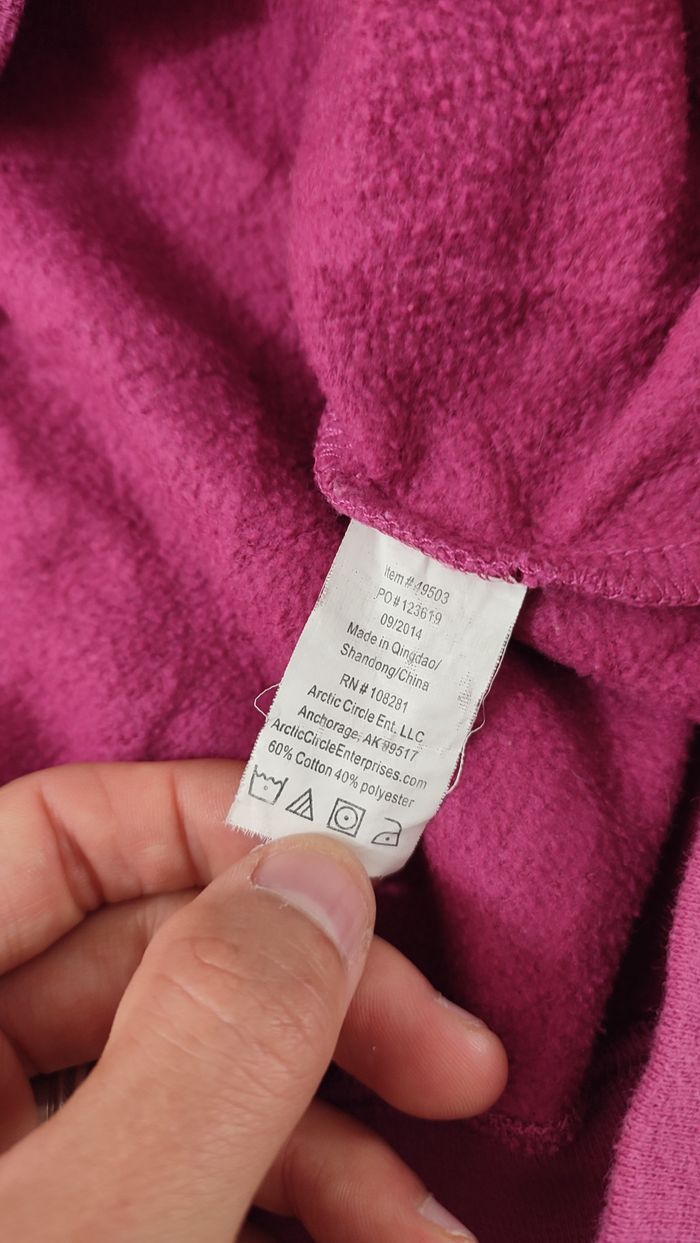 Item # 49503
PO # 123619
09/2014
Made in Qingdao/
Shandong/China
RN # 108281
Arctic Circle Ent. LLC
Anchorage, AK 99517
ArcticCircleEnterprises.com
60% Cotton 40% polyester